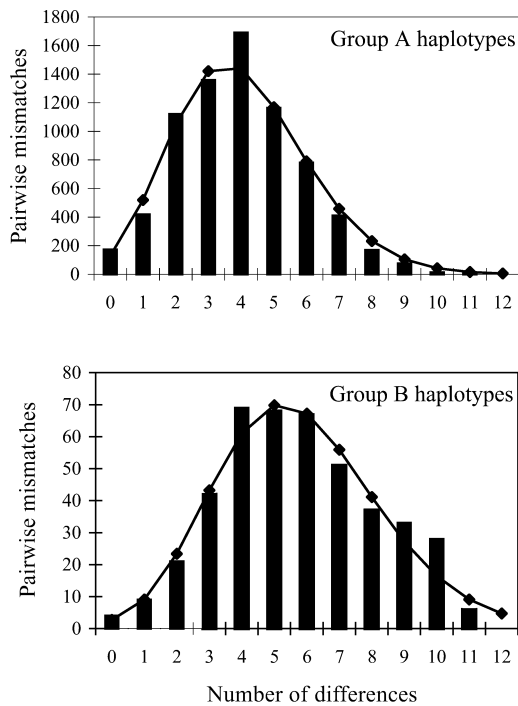 1800
Group A haplotypes
1600
1400
1200
1000
800
600
400
200
0
Pairwise mismatches
0 1 2 3 4 5 6 7 8 9 10 11 12
80
Group B haplotypes
70
60
50
40
30
20
10
0
Pairwise mismatches
0 1 2 3 4 5 6 7 8 9 10 11 12
Number of differences